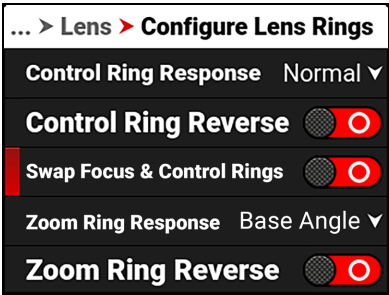 ... > Lens > Configure Lens Rings
Control Ring Response Normal
Control Ring Reverse
Swap Focus & Control Rings
Zoom Ring Response Base Angle
Zoom Ring Reverse